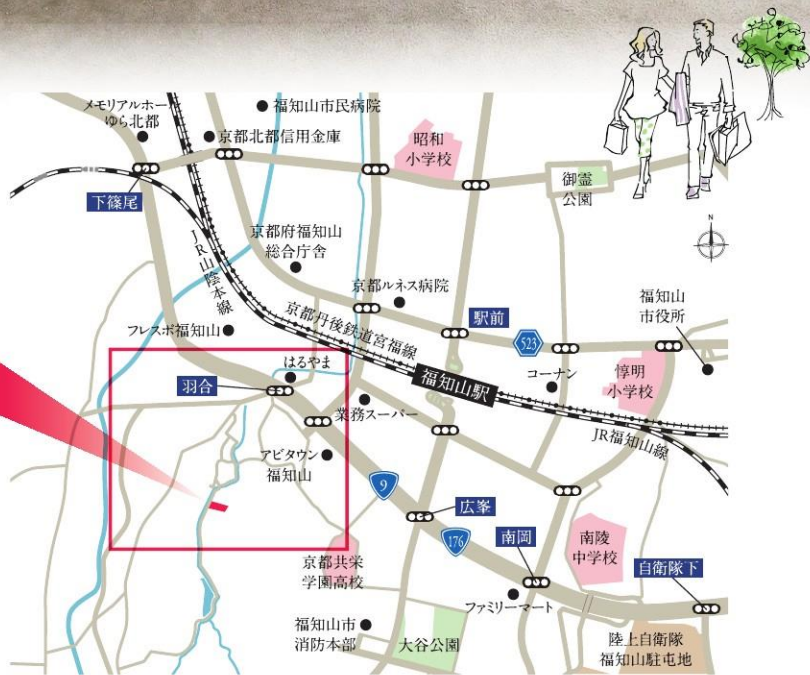 メモリアルホール
ゆら北都
福知山市民病院
京都北都信用金庫
昭和
小学校
下篠尾
御霊
公園
N
京都府福知山
総合庁舎
JR山陰本線
京都ルネス病院
駅前
福知山
市役所
フレスポ福知山
京都丹後鉄道宮福線
523
はるやま
福知山駅
コーナン
惇明
小学校
羽合
業務スーパー
JR福知山線
アピタウン
福知山
9
広峯
176
南岡
南陵
中学校
京都共栄
学園高校
自衛隊下
ファミリーマート
福知山市
消防本部
大谷公園
陸上自衛隊
福知山駐屯地